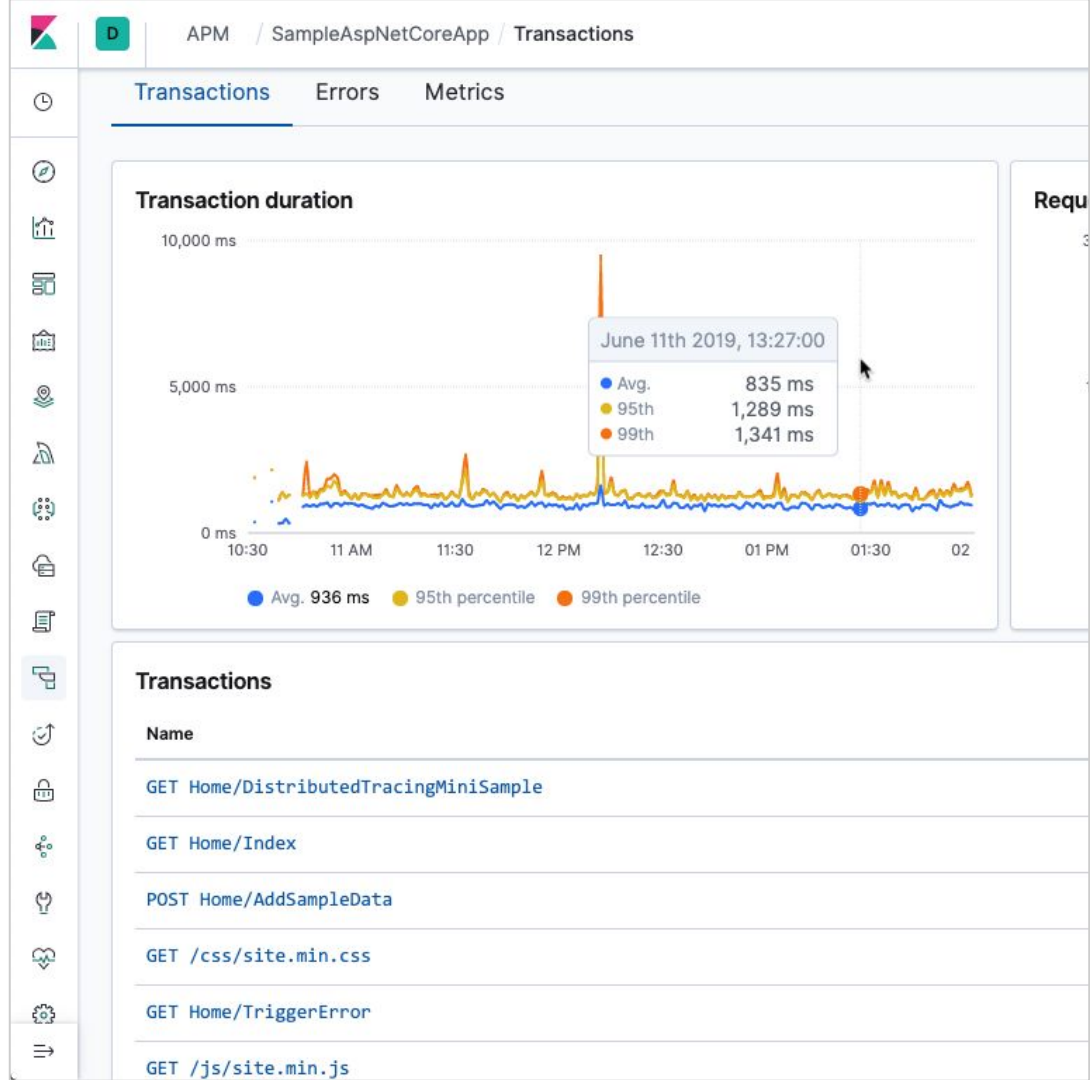 D APM / SampleAspNetCoreApp / Transactions
Transactions Errors Metrics
Transaction duration
10,000 ms
5,000 ms
0 ms
June 11th 2019, 13:27:00
Avg. 835 ms
95th 1,289 ms
99th 1,341 ms
10:30 11 AM 11:30 12 PM 12:30 01 PM 01:30 02
Avg. 936 ms 95th percentile 99th percentile
Requ
Transactions
Name
GET Home/DistributedTracingMiniSample
GET Home/Index
POST Home/AddSampleData
GET /css/site.min.css
GET Home/TriggerError
GET /js/site.min.js